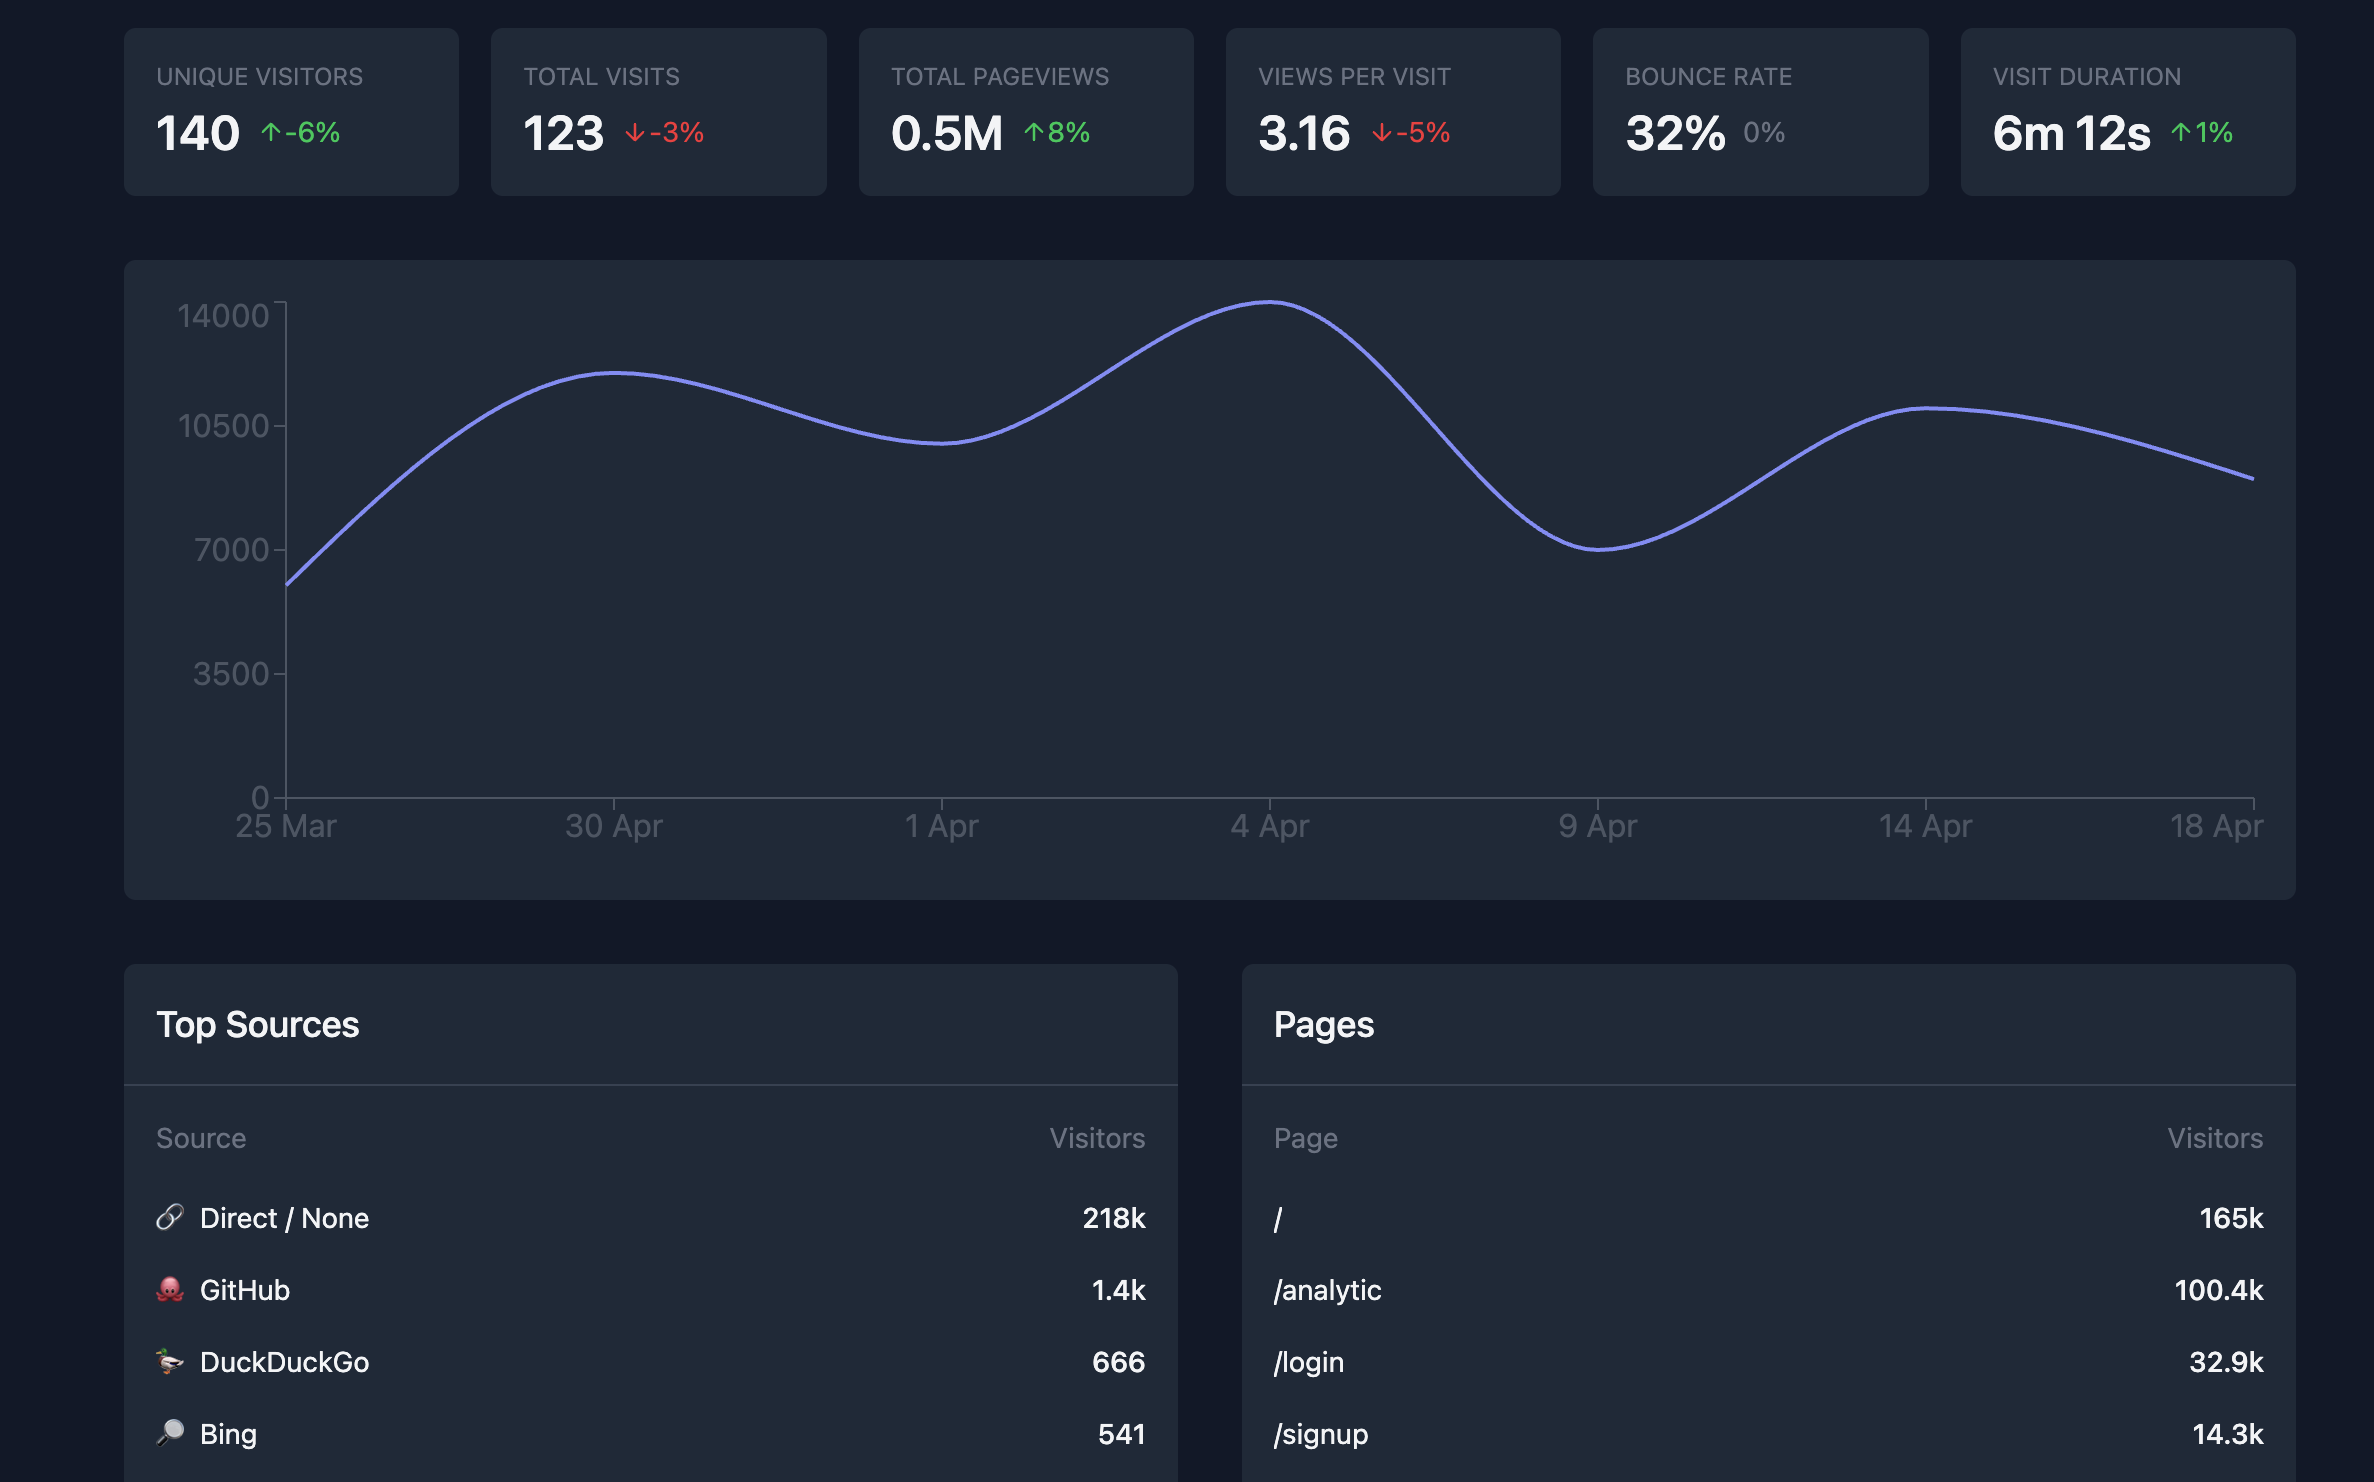 UNIQUE VISITORS
140 ↑-6%
TOTAL VISITS
123 ↓-3%
TOTAL PAGEVIEWS
0.5M ↑8%
VIEWS PER VISIT
3.16 ↓-5%
BOUNCE RATE
32% 0%
VISIT DURATION
6m 12s ↑1%
14000
10500
7000
3500
0
25 Mar 30 Apr 1 Apr 4 Apr 9 Apr 14 Apr 18 Apr
Top Sources
Source Visitors
Direct / None 218k
GitHub 1.4k
DuckDuckGo 666
Bing 541
Pages
Page Visitors
/ 165k
/analytic 100.4k
/login 32.9k
/signup 14.3k